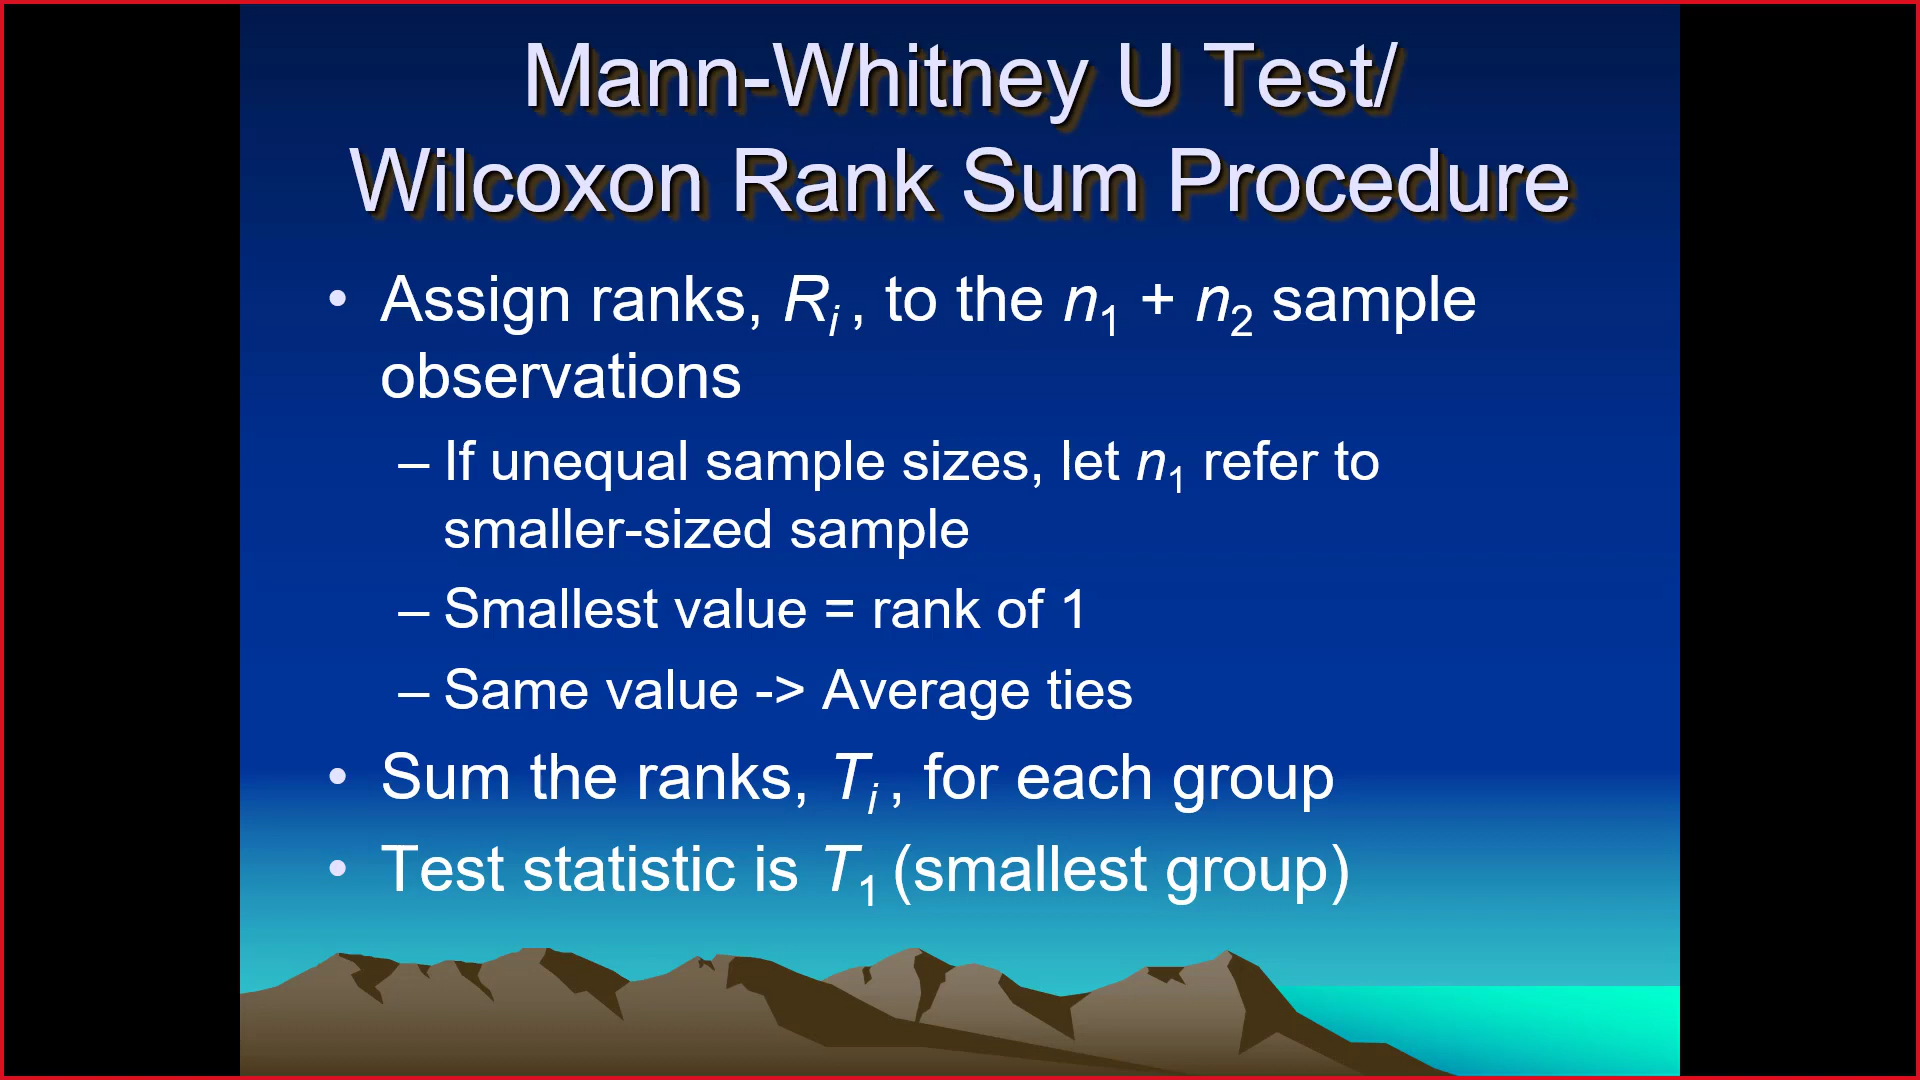 Mann-Whitney U Test/
Wilcoxon Rank Sum Procedure
• Assign ranks, Ri , to the n1 + n2 sample
observations
– If unequal sample sizes, let n1 refer to
smaller-sized sample
– Smallest value = rank of 1
– Same value -> Average ties
• Sum the ranks, Ti , for each group
• Test statistic is T1 (smallest group)